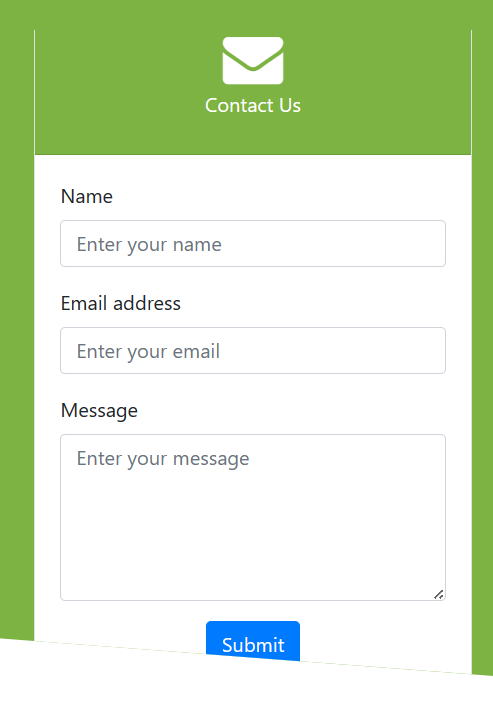 Contact Us
Name
Enter your name
Email address
Enter your email
Message
Enter your message
Submit